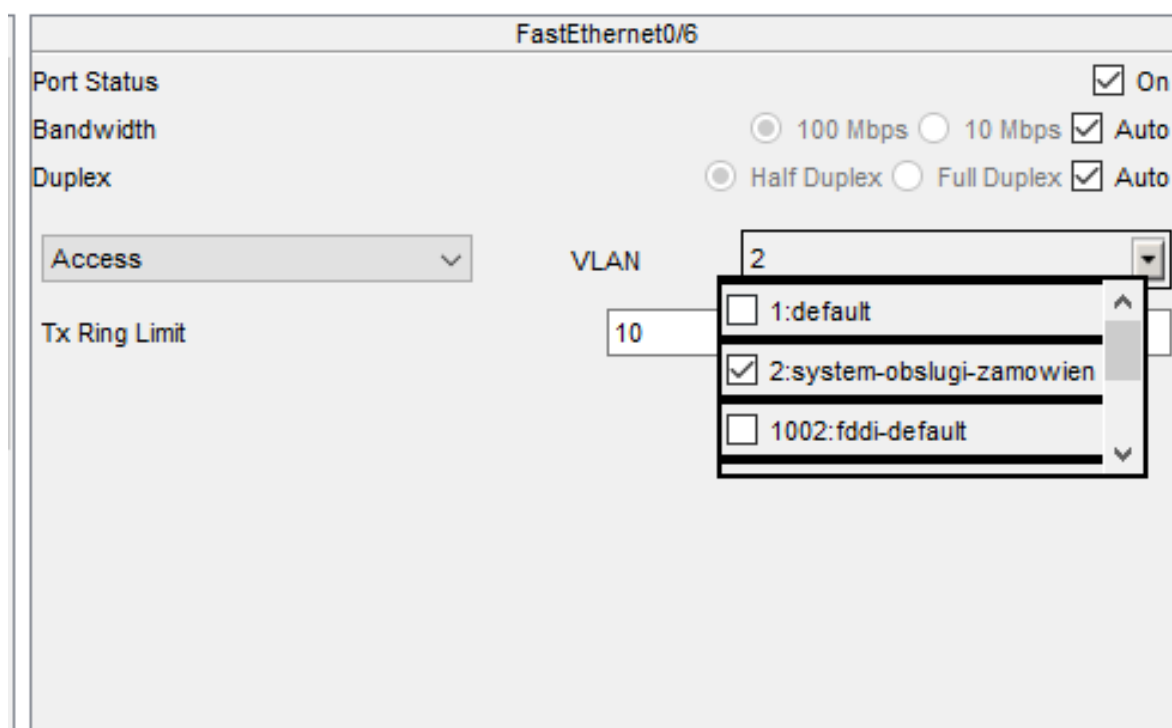 FastEthernet0/6
Port Status On
Bandwidth 100 Mbps 10 Mbps Auto
Duplex Half Duplex Full Duplex Auto
Access VLAN 2
1:default
Tx Ring Limit 10
2:system-obslugi-zamowien
1002:fddi-default